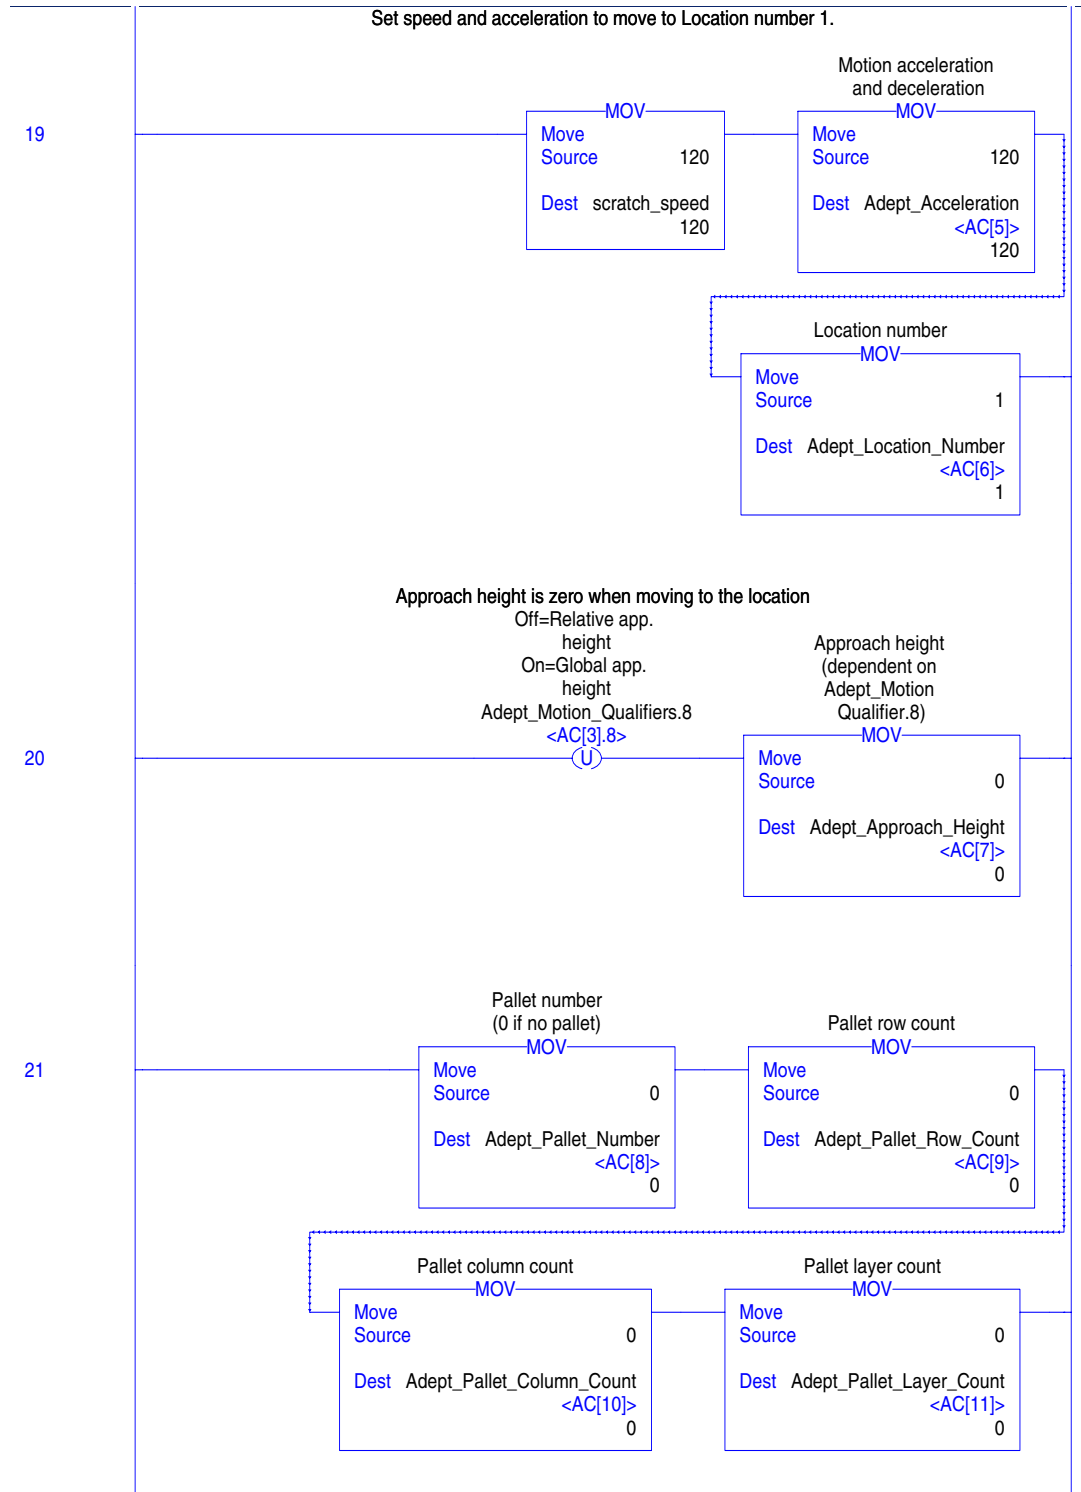 Set speed and acceleration to move to Location number 1.
19
MOV
Move
Source 120
Dest scratch_speed
120
Motion acceleration
and deceleration
MOV
Move
Source 120
Dest Adept_Acceleration
<AC[5]>
120
Location number
MOV
Move
Source 1
Dest Adept_Location_Number
<AC[6]>
1
Approach height is zero when moving to the location
20
Off=Relative app.
height
On=Global app.
height
Adept_Motion_Qualifiers.8
<AC[3].8>
U
Approach height
(dependent on
Adept_Motion
Qualifier.8)
MOV
Move
Source 0
Dest Adept_Approach_Height
<AC[7]>
0
21
Pallet number
(0 if no pallet)
MOV
Move
Source 0
Dest Adept_Pallet_Number
<AC[8]>
0
Pallet row count
MOV
Move
Source 0
Dest Adept_Pallet_Row_Count
<AC[9]>
0
Pallet column count
MOV
Move
Source 0
Dest Adept_Pallet_Column_Count
<AC[10]>
0
Pallet layer count
MOV
Move
Source 0
Dest Adept_Pallet_Layer_Count
<AC[11]>
0